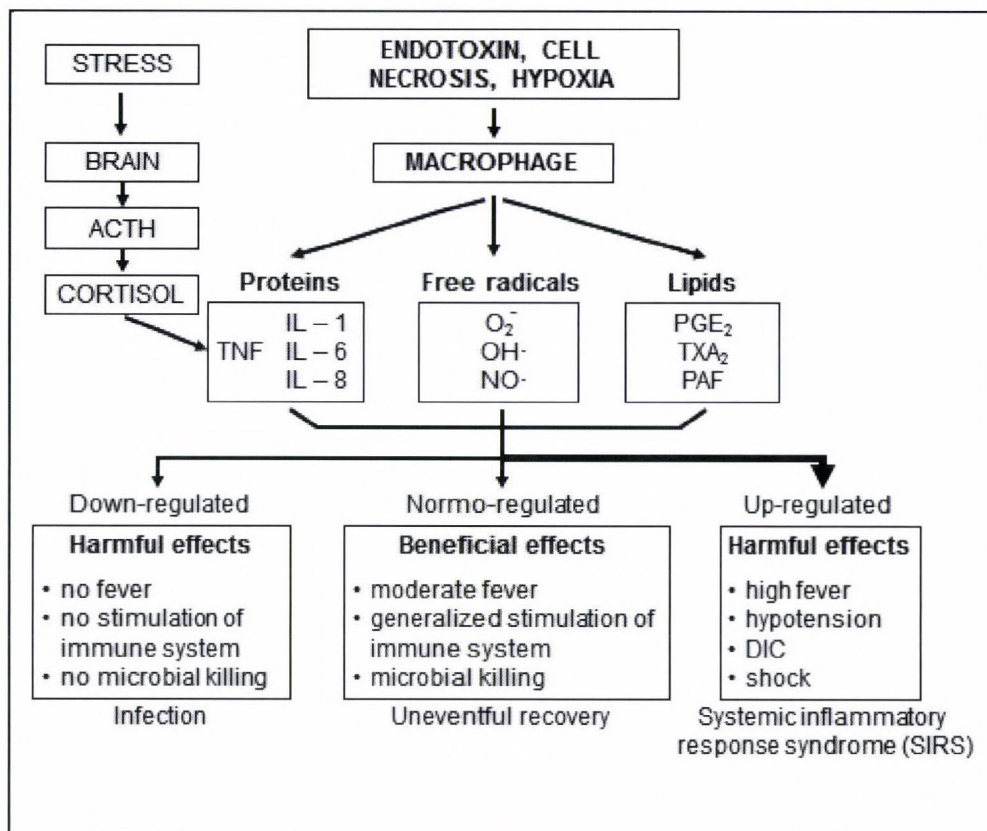 STRESS
BRAIN
ACTH
CORTISOL
ENDOTOXIN, CELL
NECROSIS, HYPOXIA
MACROPHAGE
Proteins
TNF
IL – 1
IL – 6
IL – 8
Free radicals
O₂⁻
OH·
NO·
Lipids
PGE₂
TXA₂
PAF
Down-regulated
Harmful effects
• no fever
• no stimulation of
immune system
• no microbial killing
Infection
Normo-regulated
Beneficial effects
• moderate fever
• generalized stimulation of
immune system
• microbial killing
Uneventful recovery
Up-regulated
Harmful effects
• high fever
• hypotension
• DIC
• shock
Systemic inflammatory
response syndrome (SIRS)